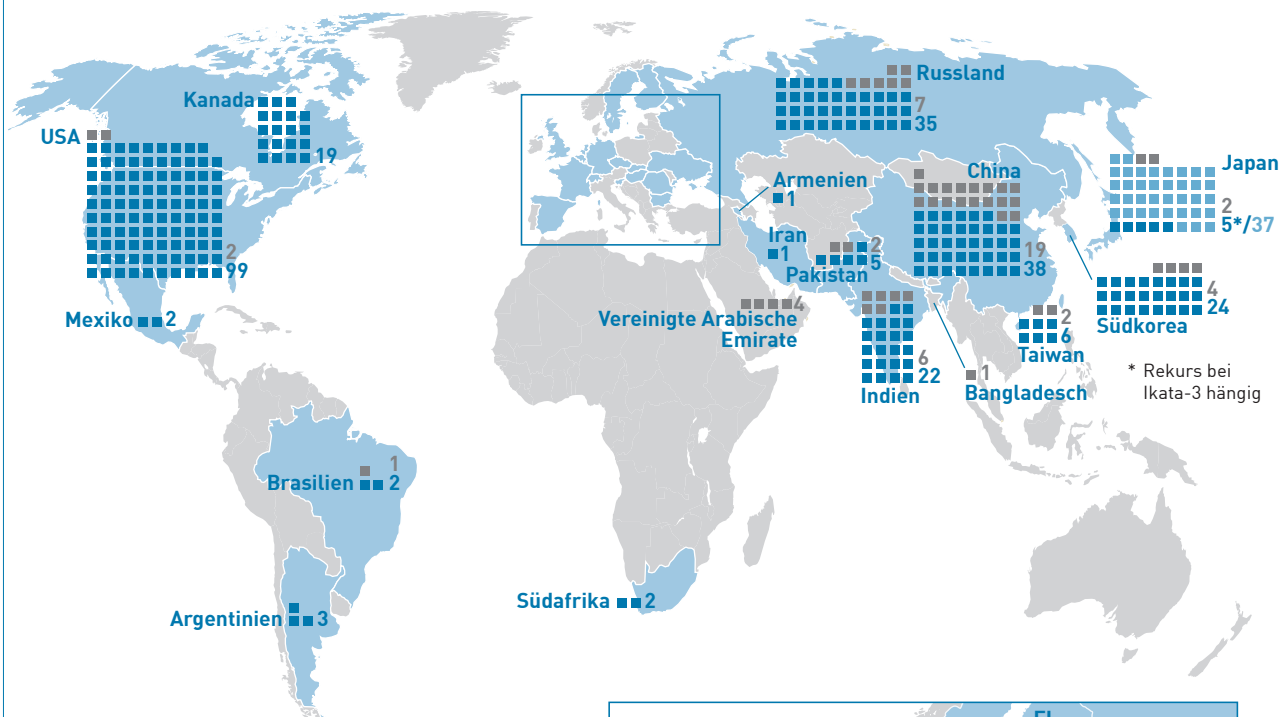 Kanada
19
USA
2
99
Mexiko 2
Brasilien
1
2
Argentinien 3
Südafrika 2
Russland
7
35
Armenien
1
Iran
1
Pakistan
2
5
Vereinigte Arabische
Emirate
4
Indien
6
22
China
19
38
Bangladesch
1
Taiwan
2
6
Südkorea
4
24
Japan
2
5*/37
* Rekurs bei
Ikata-3 hängig